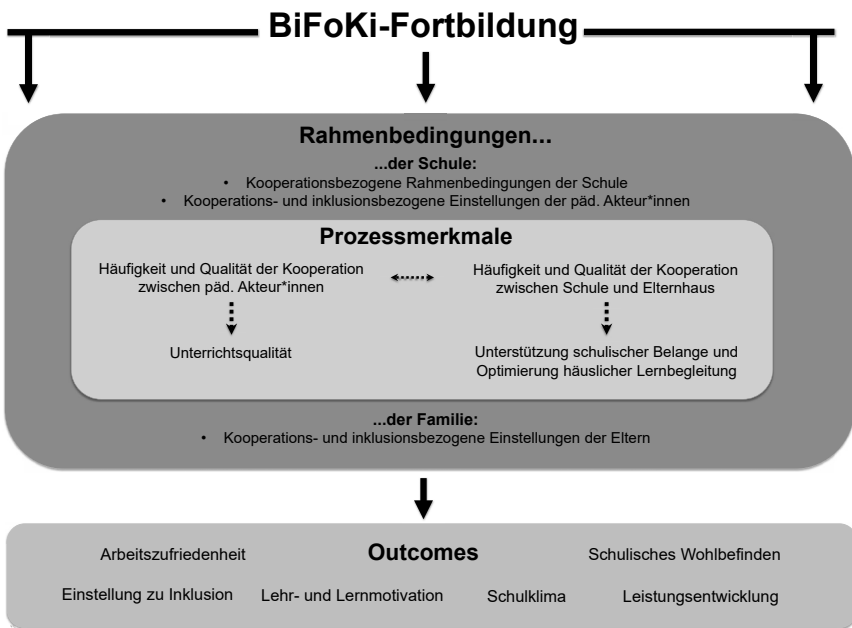 BiFoKi-Fortbildung
Rahmenbedingungen...
...der Schule:
• Kooperationsbezogene Rahmenbedingungen der Schule
• Kooperations- und inklusionsbezogene Einstellungen der päd. Akteur*innen
Prozessmerkmale
Häufigkeit und Qualität der Kooperation
zwischen päd. Akteur*innen
Häufigkeit und Qualität der Kooperation
zwischen Schule und Elternhaus
Unterrichtsqualität
Unterstützung schulischer Belange und
Optimierung häuslicher Lernbegleitung
...der Familie:
• Kooperations- und inklusionsbezogene Einstellungen der Eltern
Arbeitszufriedenheit
Outcomes
Schulisches Wohlbefinden
Einstellung zu Inklusion
Lehr- und Lernmotivation
Schulklima
Leistungsentwicklung